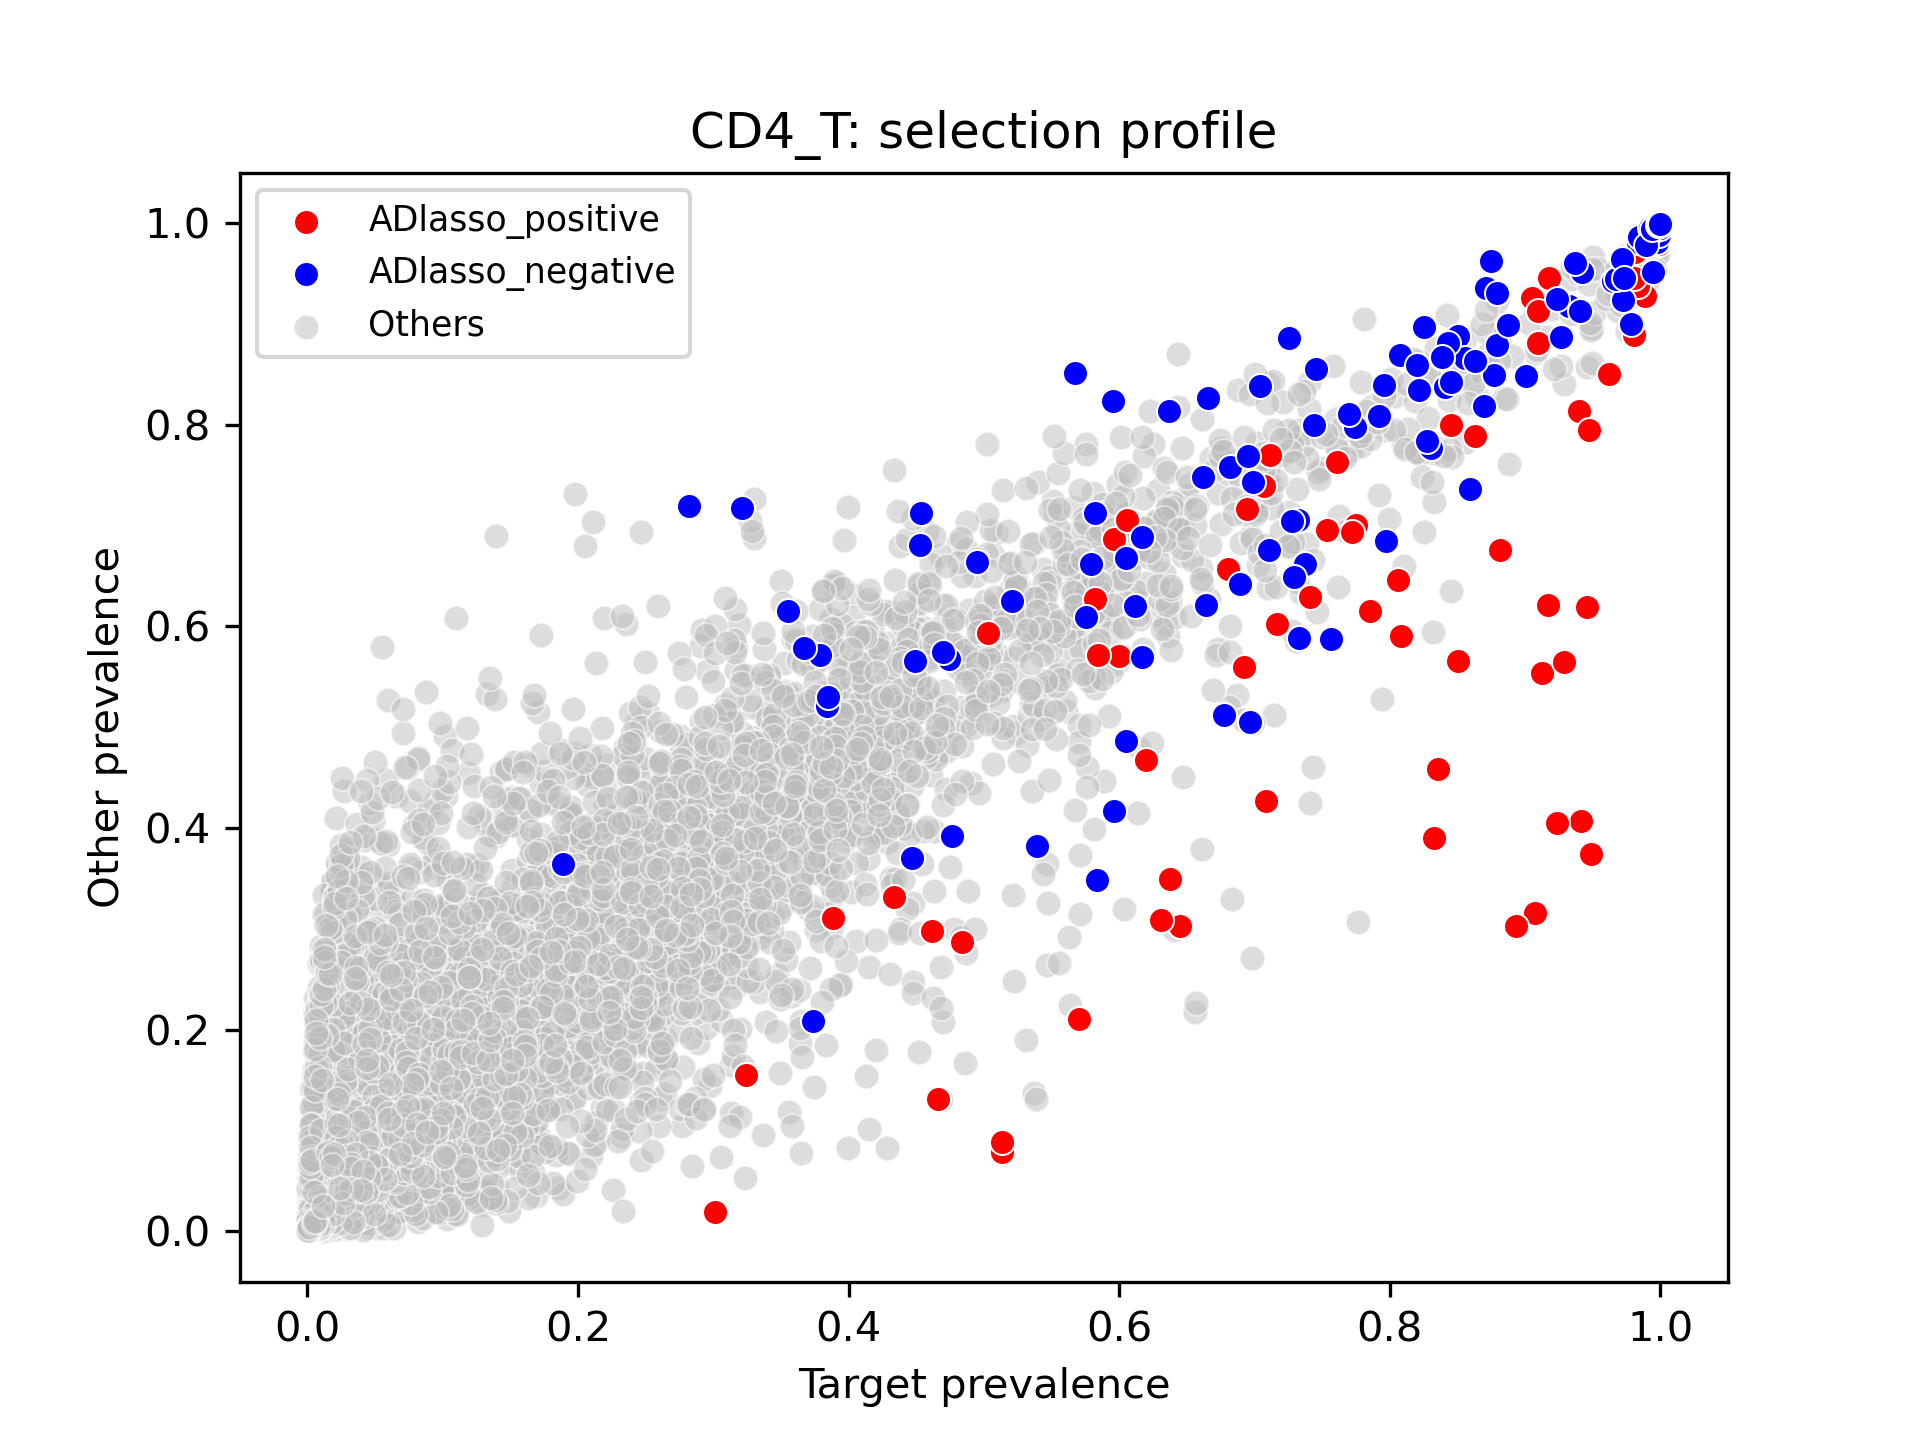 CD4_T: selection profile
ADlasso_positive
ADlasso_negative
Others
1.0
0.8
0.6
0.4
0.2
0.0
Other prevalence
0.0 0.2 0.4 0.6 0.8 1.0
Target prevalence